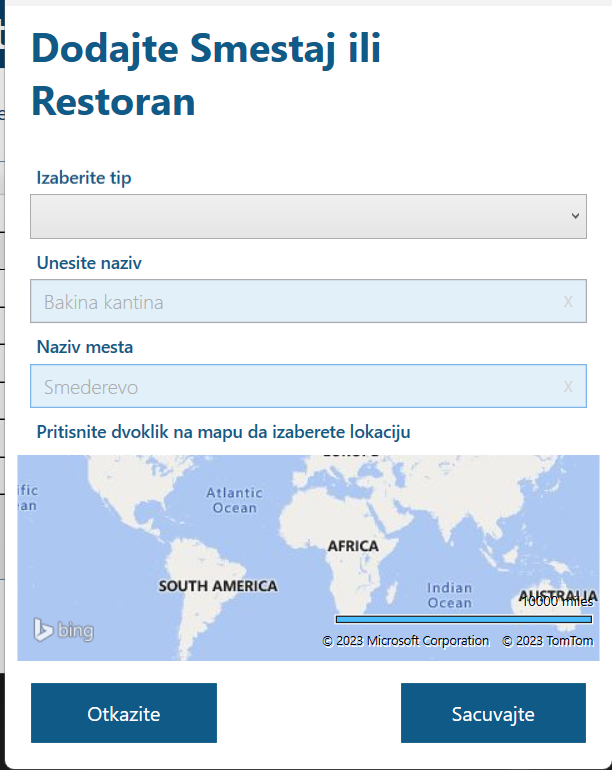 Dodajte Smestaj ili
Restoran
Izaberite tip
Unesite naziv
Bakina kantina
x
Naziv mesta
Smederevo
x
Pritisnite dvoklik na mapu da izaberete lokaciju
Atlantic
Ocean
AFRICA
SOUTH AMERICA
Indian
Ocean
AUSTRALIA
10000 miles
bing
© 2023 Microsoft Corporation © 2023 TomTom
Otkazite
Sacuvajte